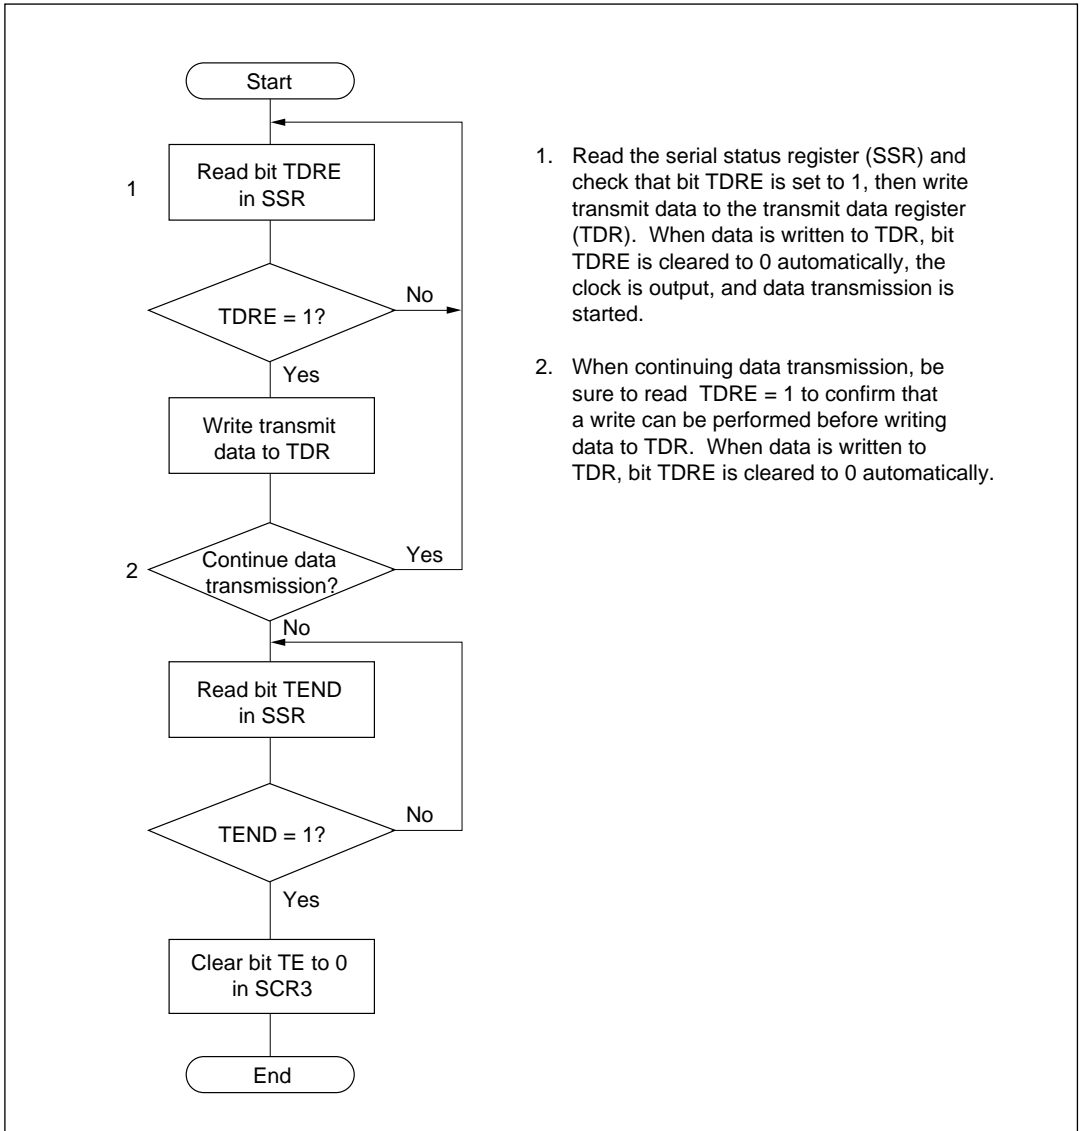 Start
1
Read bit TDRE
in SSR
TDRE = 1?
No
Yes
Write transmit
data to TDR
2
Continue data
transmission?
Yes
No
Read bit TEND
in SSR
TEND = 1?
No
Yes
Clear bit TE to 0
in SCR3
End
1. Read the serial status register (SSR) and
check that bit TDRE is set to 1, then write
transmit data to the transmit data register
(TDR). When data is written to TDR, bit
TDRE is cleared to 0 automatically, the
clock is output, and data transmission is
started.
2. When continuing data transmission, be
sure to read TDRE = 1 to confirm that
a write can be performed before writing
data to TDR. When data is written to
TDR, bit TDRE is cleared to 0 automatically.